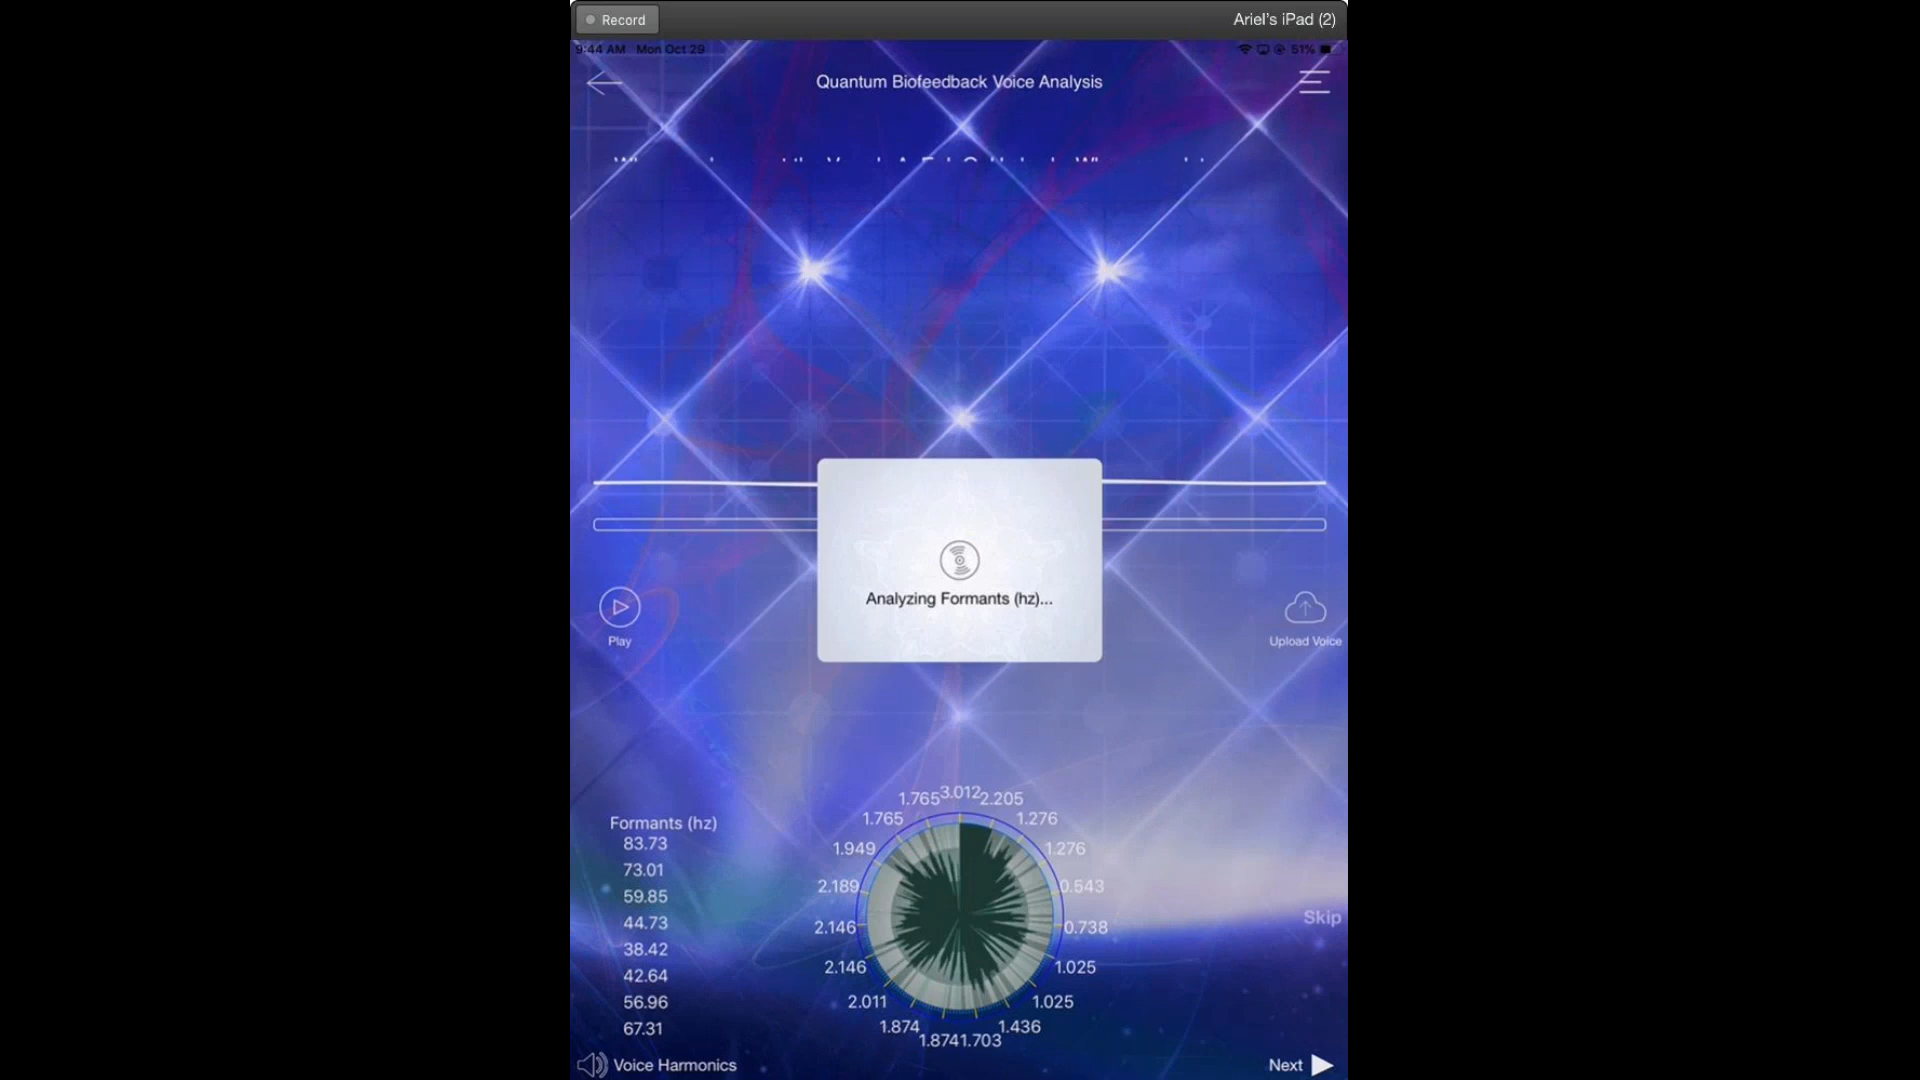 Record
Ariel's iPad (2)
9:44 AM Mon Oct 29
51%
Quantum Biofeedback Voice Analysis
Analyzing Formants (hz)...
Play
Upload Voice
Formants (hz)
83.73
73.01
59.85
44.73
38.42
42.64
56.96
67.31
3.012
2.205
1.276
1.276
0.543
0.738
1.025
1.025
1.436
1.703
1.874
1.874
2.011
2.146
2.146
2.189
1.949
1.765
1.765
Skip
Voice Harmonics
Next